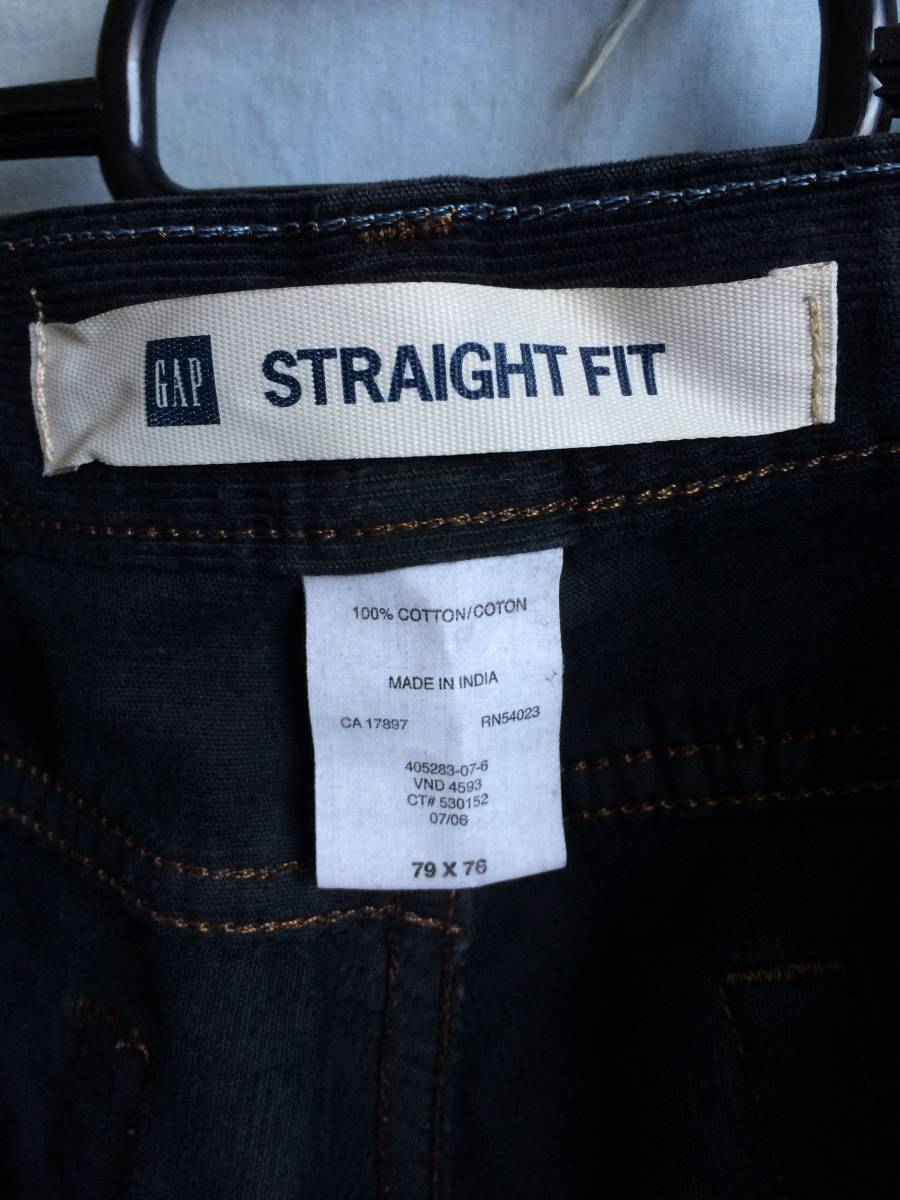 GAP STRAIGHT FIT
100% COTTON/COTON
MADE IN INDIA
CA 17897 RN54023
405283-07-6
VND 4593
CT# 530152
07/06
79 X 76